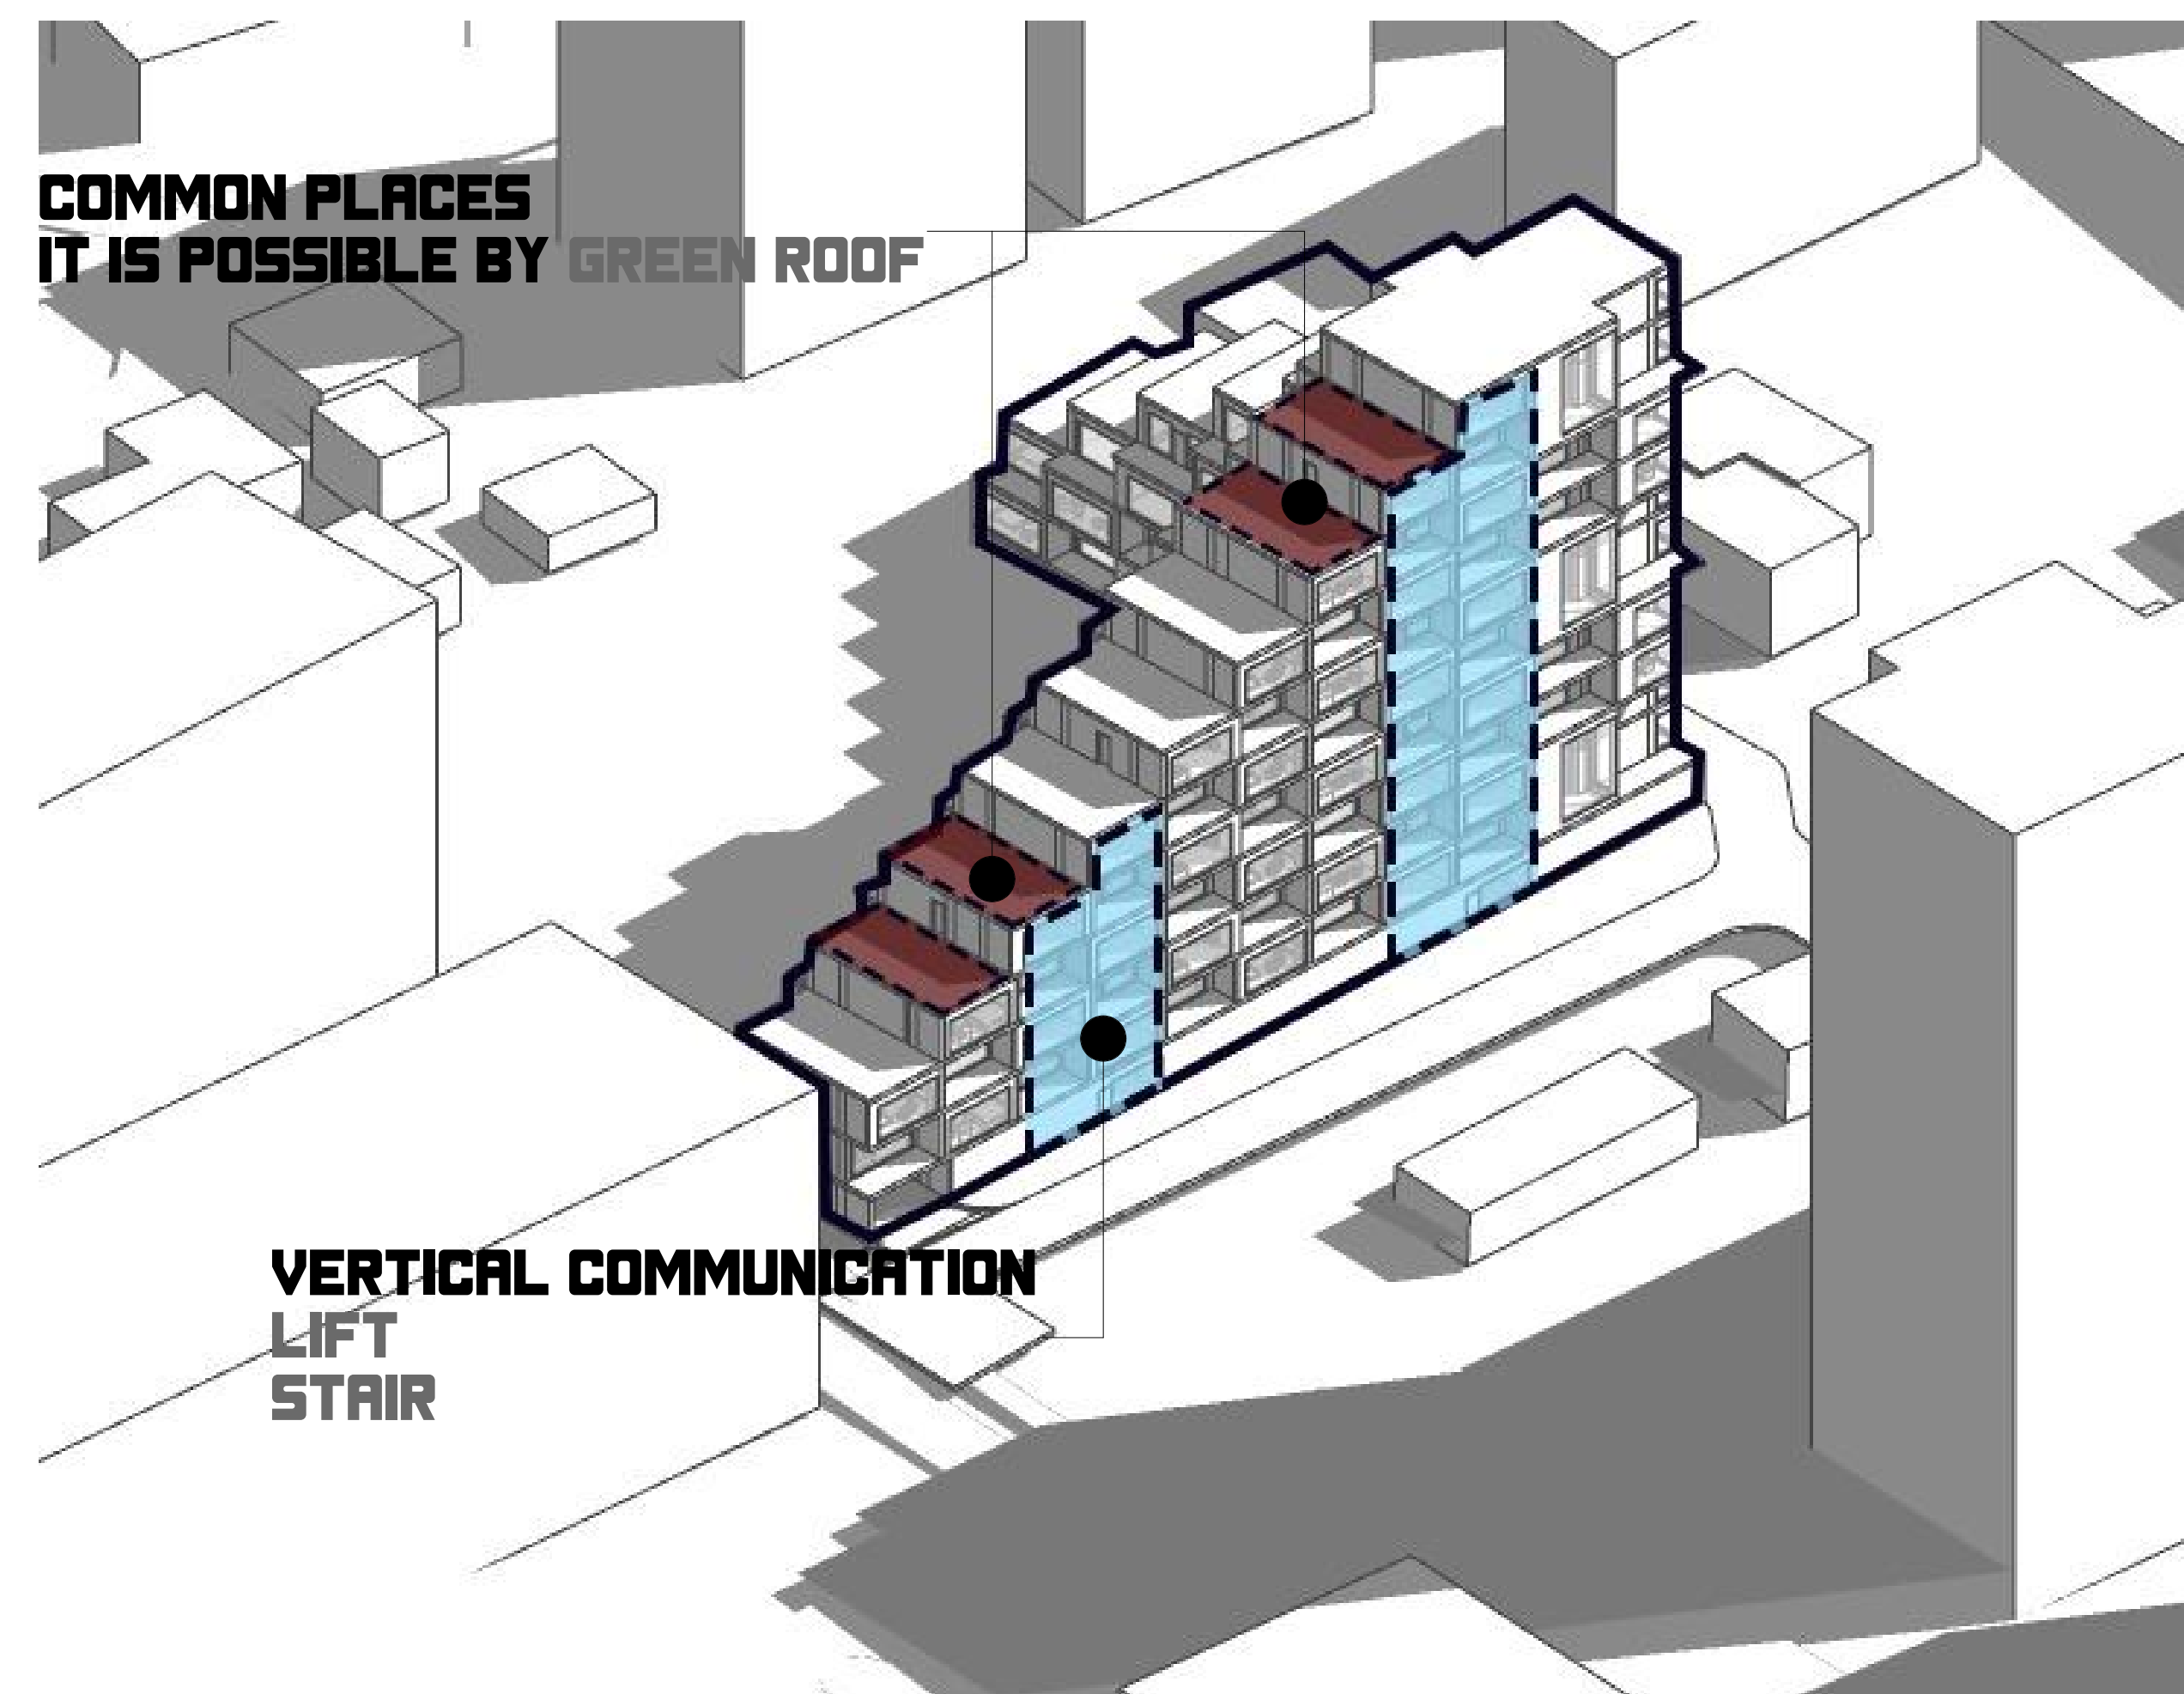 COMMON PLACES
IT IS POSSIBLE BY GREEN ROOF
VERTICAL COMMUNICATION
LIFT
STAIR